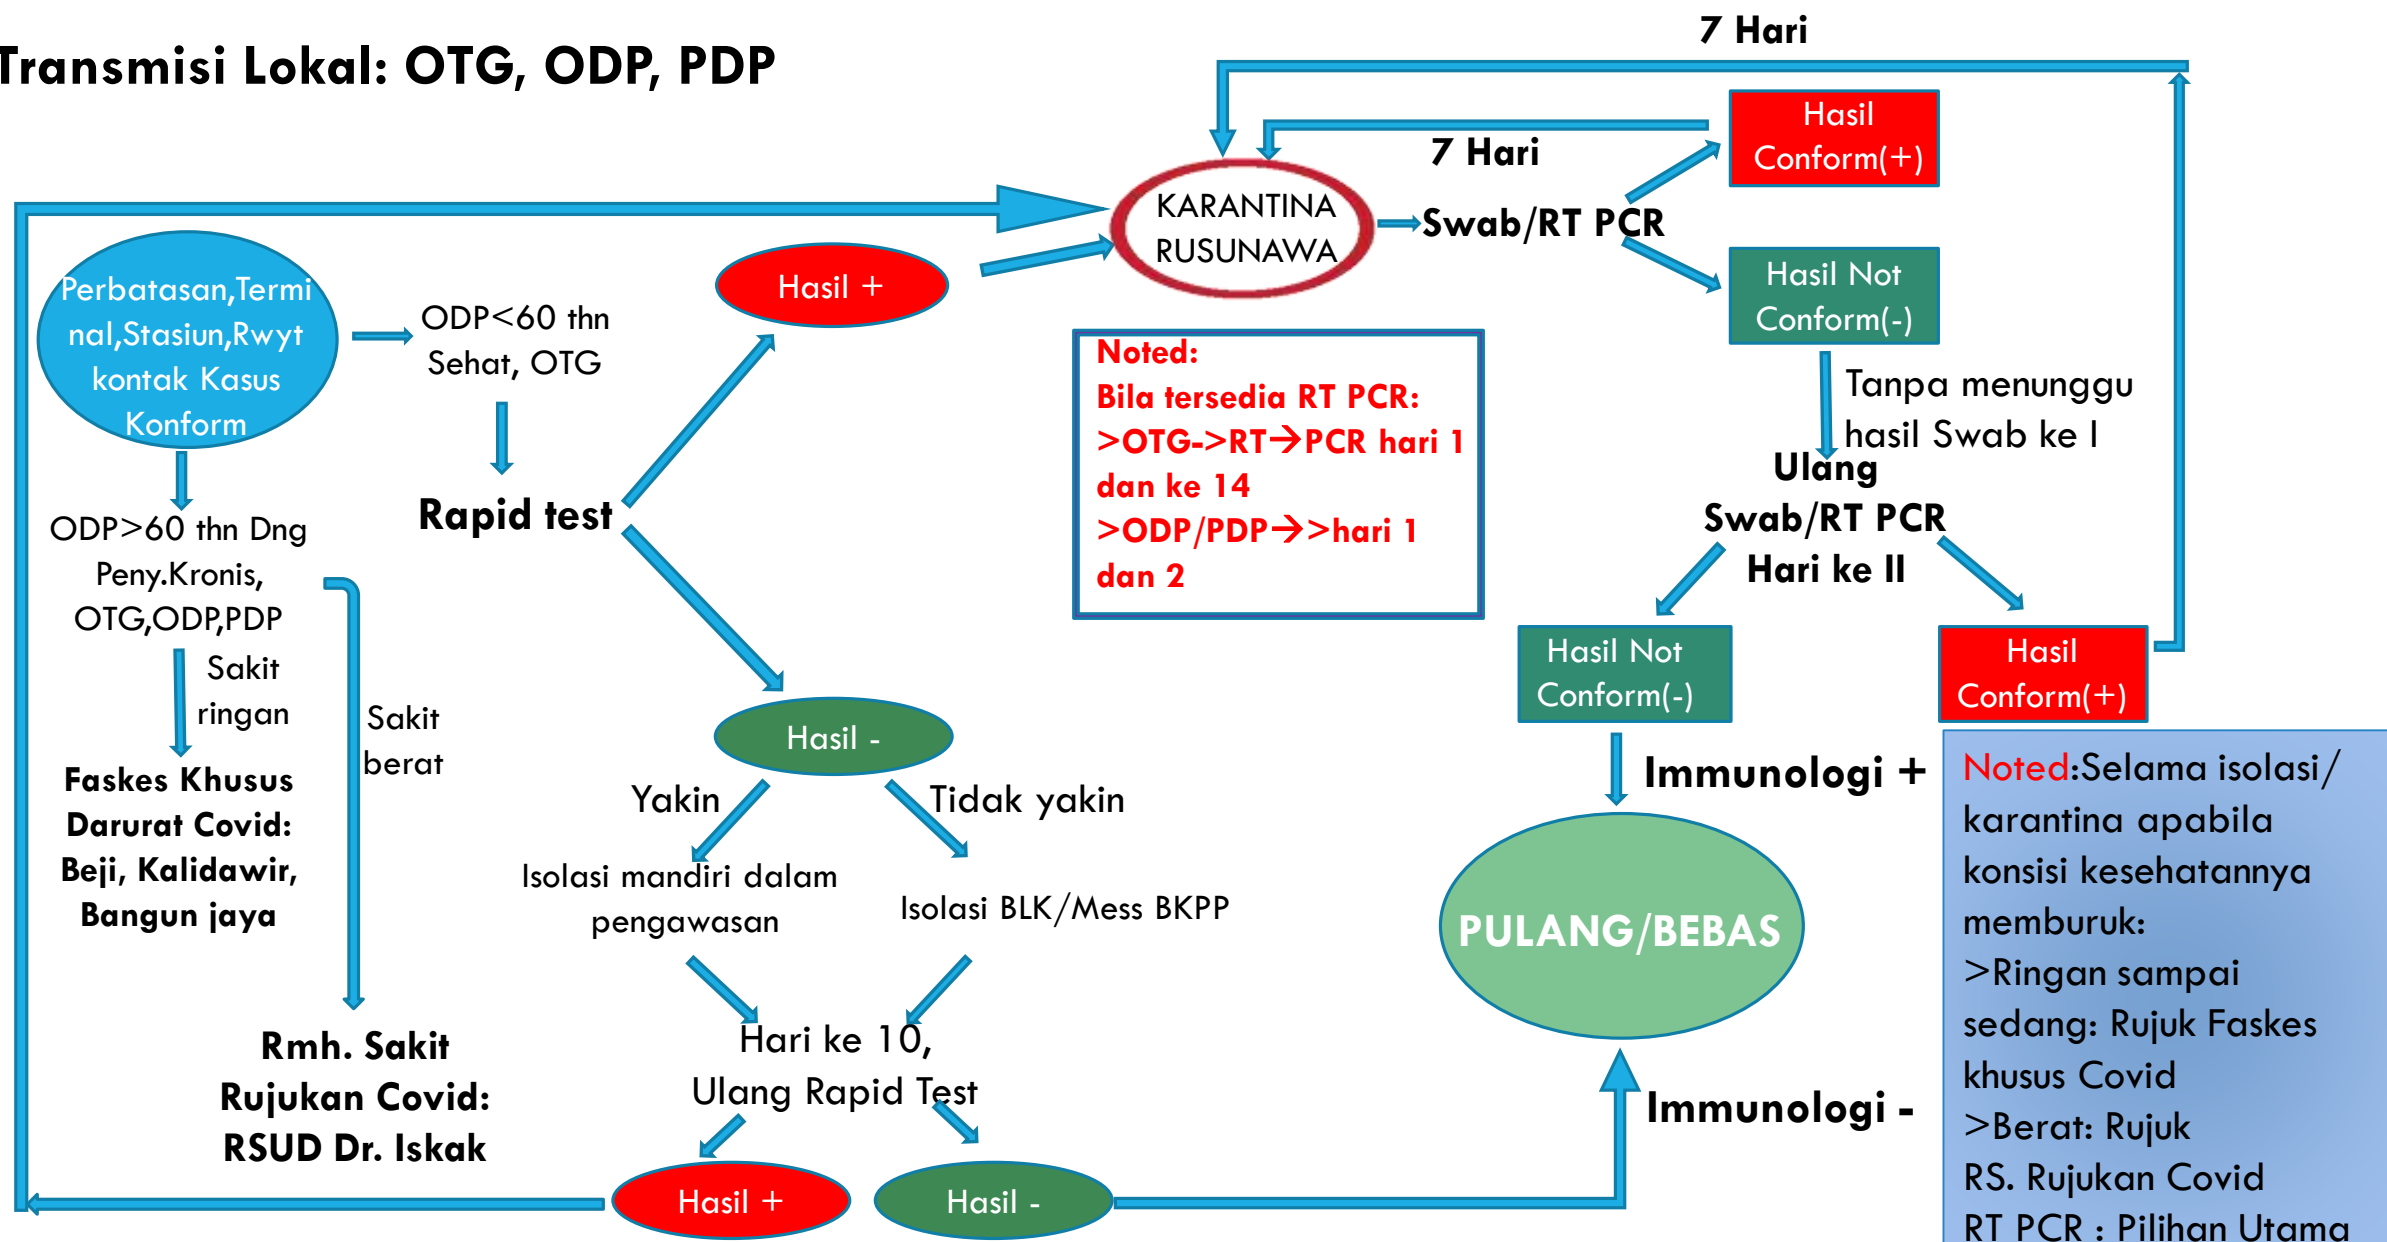 Transmisi Lokal: OTG, ODP, PDP
7 Hari
Hasil
Conform(+)
7 Hari
KARANTINA
RUSUNAWA
Swab/RT PCR
Hasil Not
Conform(-)
Perbatasan,Termi
nal,Stasiun,Rwyt
kontak Kasus
Konform
ODP<60 thn
Sehat, OTG
Hasil +
Rapid test
Noted:
Bila tersedia RT PCR:
>OTG->RT→PCR hari 1
dan ke 14
>ODP/PDP→>hari 1
dan 2
Tanpa menunggu
hasil Swab ke I
Ulang
Swab/RT PCR
Hari ke II
ODP>60 thn Dng
Peny.Kronis,
OTG,ODP,PDP
Sakit
ringan
Sakit
berat
Faskes Khusus
Darurat Covid:
Beji, Kalidawir,
Bangun jaya
Rmh. Sakit
Rujukan Covid:
RSUD Dr. Iskak
Hasil -
Yakin
Tidak yakin
Isolasi mandiri dalam
pengawasan
Isolasi BLK/Mess BKPP
Hari ke 10,
Ulang Rapid Test
Hasil +
Hasil -
Hasil Not
Conform(-)
Hasil
Conform(+)
Immunologi +
PULANG/BEBAS
Immunologi -
Noted:Selama isolasi/
karantina apabila
konsisi kesehatannya
memburuk:
>Ringan sampai
sedang: Rujuk Faskes
khusus Covid
>Berat: Rujuk
RS. Rujukan Covid
RT PCR : Pilihan Utama